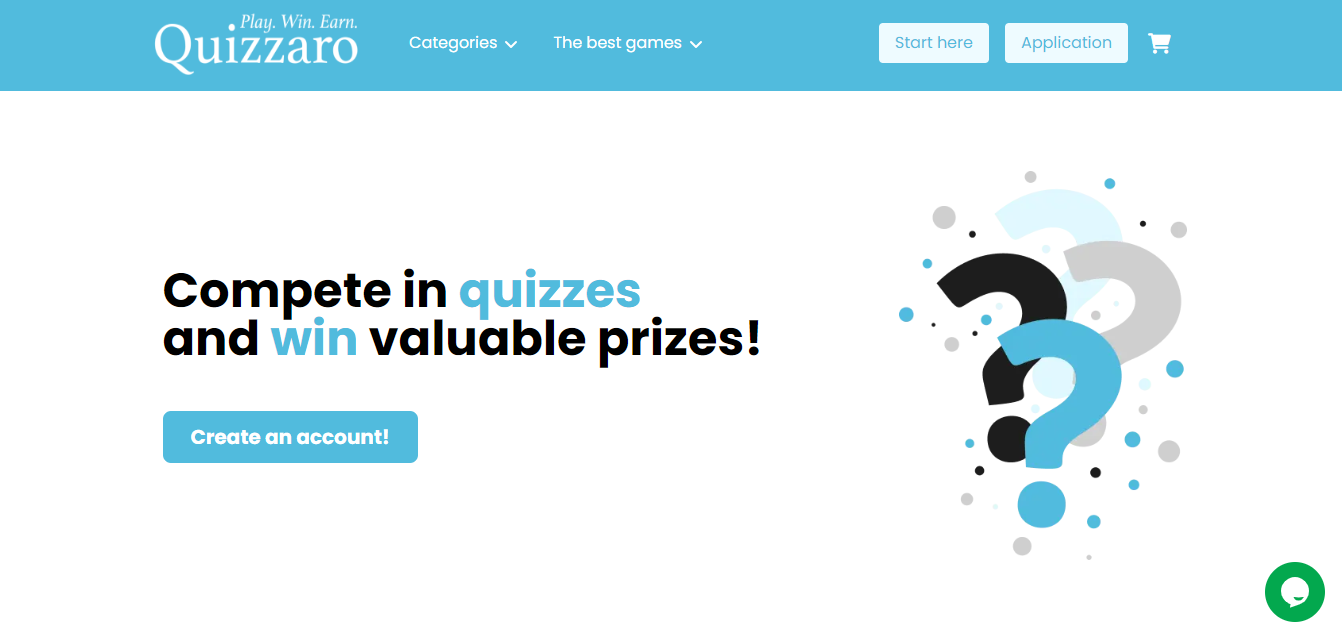 Play. Win. Earn.
Quizzaro
Categories
The best games
Start here
Application
Compete in quizzes
and win valuable prizes!
Create an account!